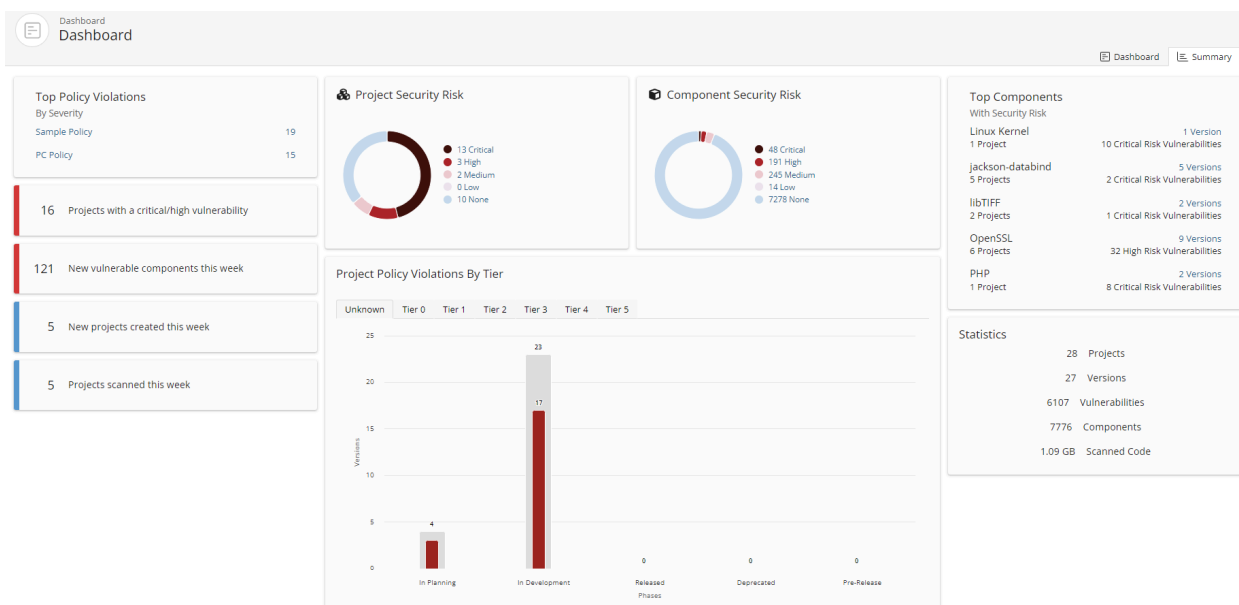 Dashboard
Dashboard
Dashboard
Summary
Top Policy Violations
By Severity
Sample Policy 19
PC Policy 15
16 Projects with a critical/high vulnerability
121 New vulnerable components this week
5 New projects created this week
5 Projects scanned this week
Project Security Risk
13 Critical
3 High
2 Medium
0 Low
10 None
Component Security Risk
48 Critical
191 High
245 Medium
14 Low
7278 None
Project Policy Violations By Tier
Unknown Tier 0 Tier 1 Tier 2 Tier 3 Tier 4 Tier 5
25
20
15
10
5
0
Versions
4
23
17
0
0
0
In Planning In Development Released Deprecated Pre-Release
Phases
Top Components
With Security Risk
Linux Kernel 1 Version
1 Project 10 Critical Risk Vulnerabilities
jackson-databind 5 Versions
5 Projects 2 Critical Risk Vulnerabilities
libTIFF 2 Versions
2 Projects 1 Critical Risk Vulnerabilities
OpenSSL 9 Versions
6 Projects 32 High Risk Vulnerabilities
PHP 2 Versions
1 Project 8 Critical Risk Vulnerabilities
Statistics
28 Projects
27 Versions
6107 Vulnerabilities
7776 Components
1.09 GB Scanned Code